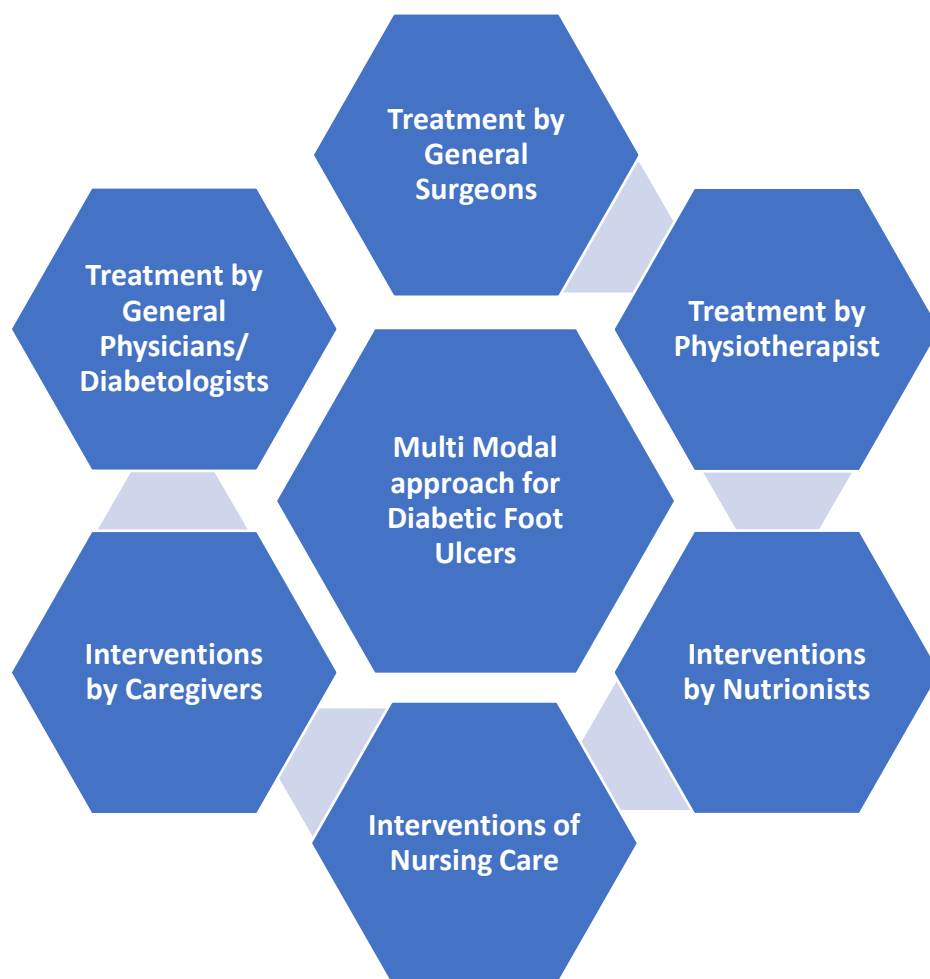 Treatment by
General
Surgeons
Treatment by
General
Physicians/
Diabetologists
Treatment by
Physiotherapist
Multi Modal
approach for
Diabetic Foot
Ulcers
Interventions
by Caregivers
Interventions
by Nutrionists
Interventions of
Nursing Care